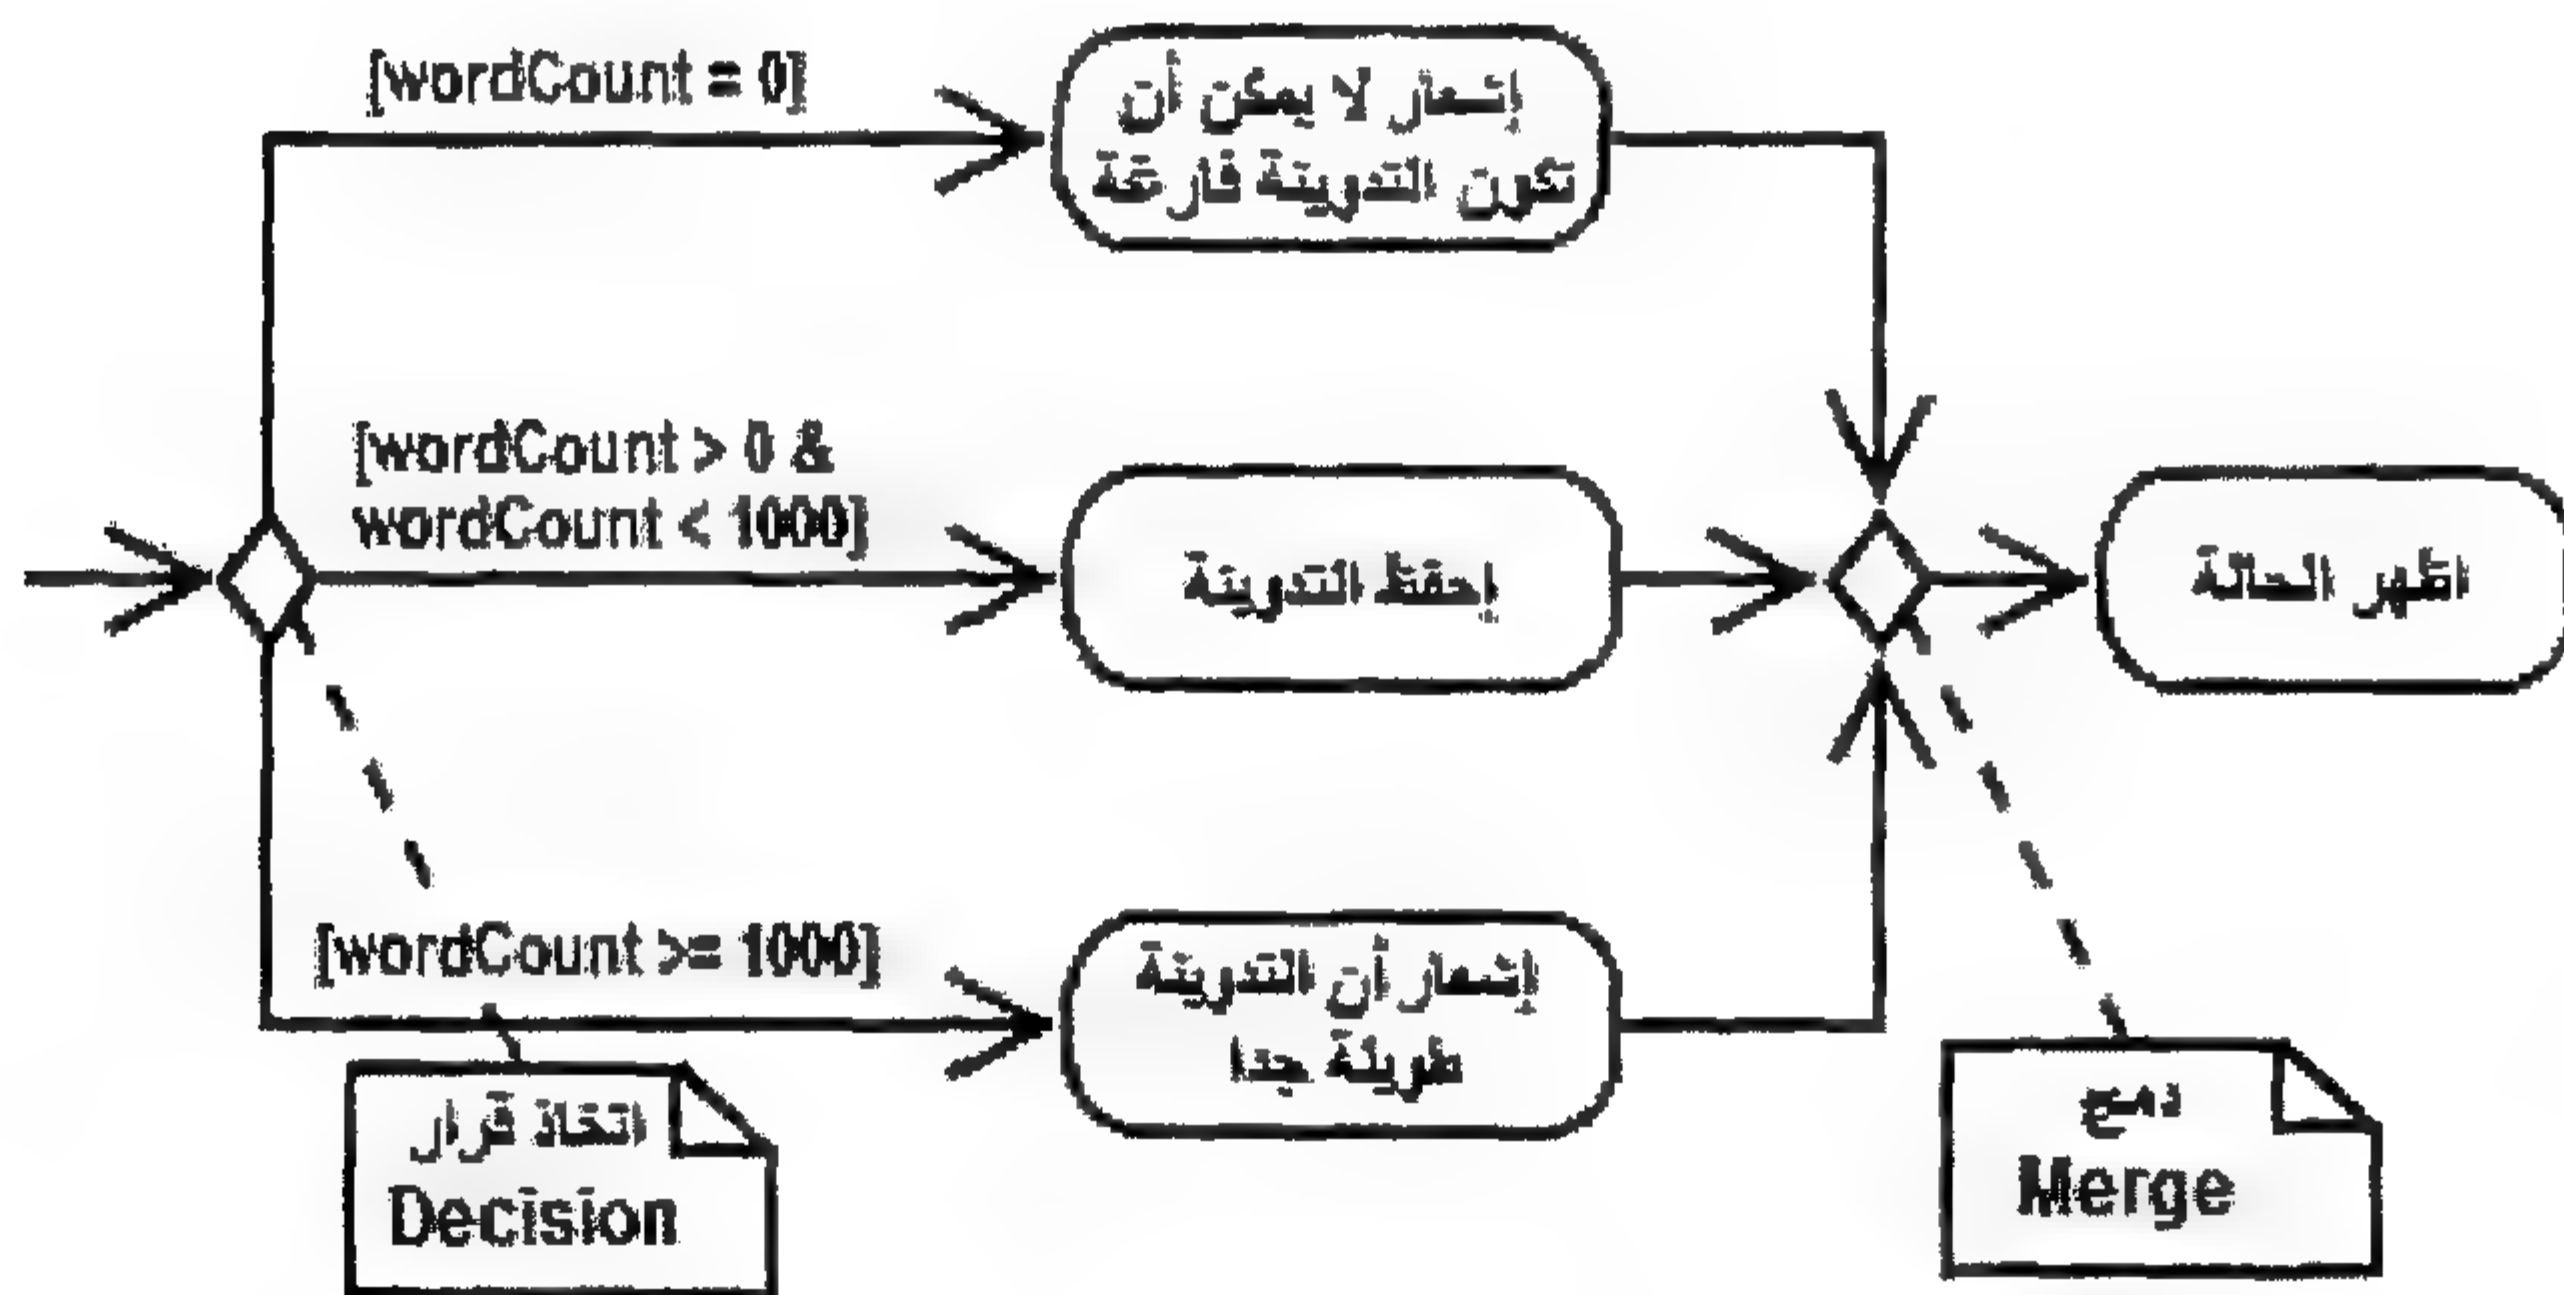 [wordCount = 0]
إشعار لا يمكن أن
تكون التدوينة فارغة
[wordCount > 0 &
wordCount < 1000]
إحفظ التدوينة
اظهر الحالة
[wordCount >= 1000]
إشعار أن التدوينة
طويلة جدا
اتخاذ قرار
Decision
دمج
Merge